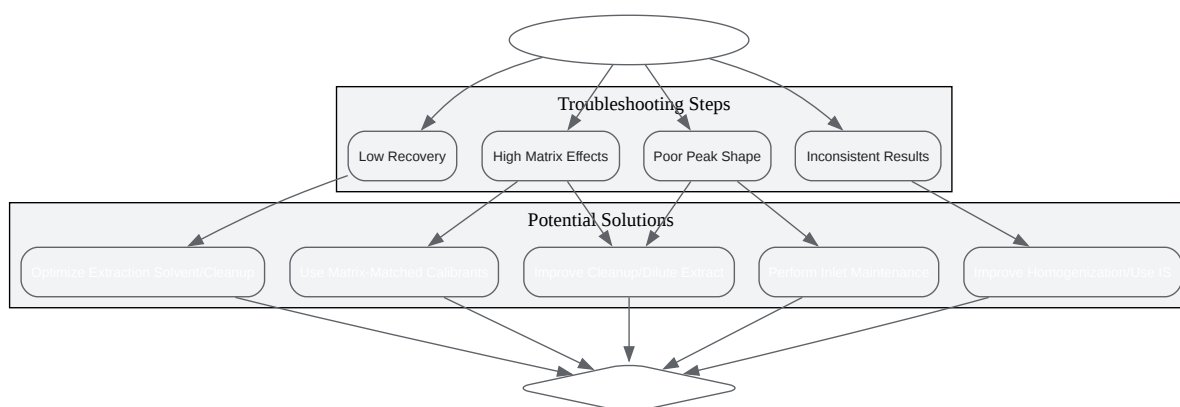 Troubleshooting Steps
Low Recovery
High Matrix Effects
Poor Peak Shape
Inconsistent Results
Potential Solutions
Optimize Extraction Solvent/Cleanup
Use Matrix-Matched Calibrants
Improve Cleanup/Dilute Extract
Perform Inlet Maintenance
Improve Homogenization/Use IS